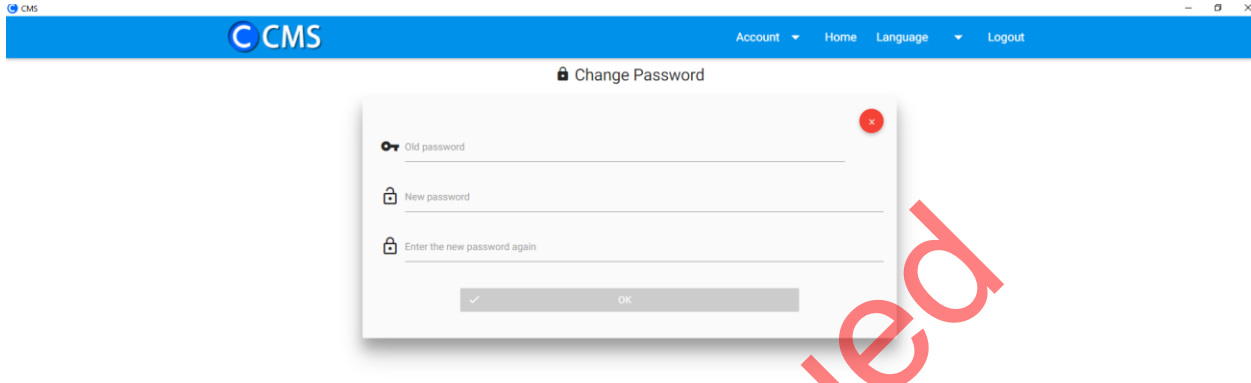 CMS
C CMS Account Home Language Logout
Change Password
x
Old password
New password
Enter the new password again
OK